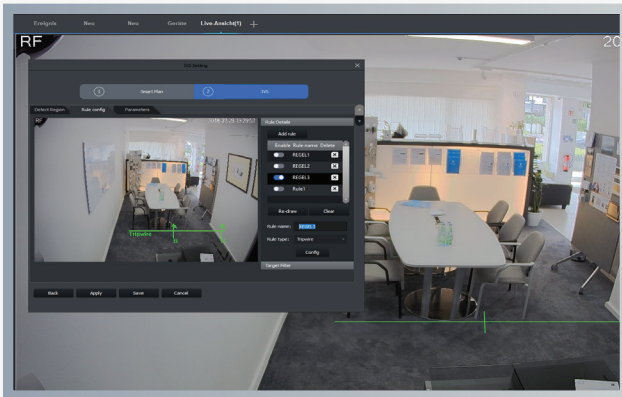 Ereignis Neu Neu Geräte Live-Ansicht(1)
RF
20
IVS Setting
1 Smart Plan 2 IVS
Detect Region Rule config Parameters
RF
Rule Details
Add rule
Enable Rule name Delete
REGEL1
REGEL2
REGEL3
Rule1
Tripwire
A
B
Re-draw Clear
Rule name: REGEL3
Rule type: Tripwire
Config
Target Filter
Back Apply Save Cancel